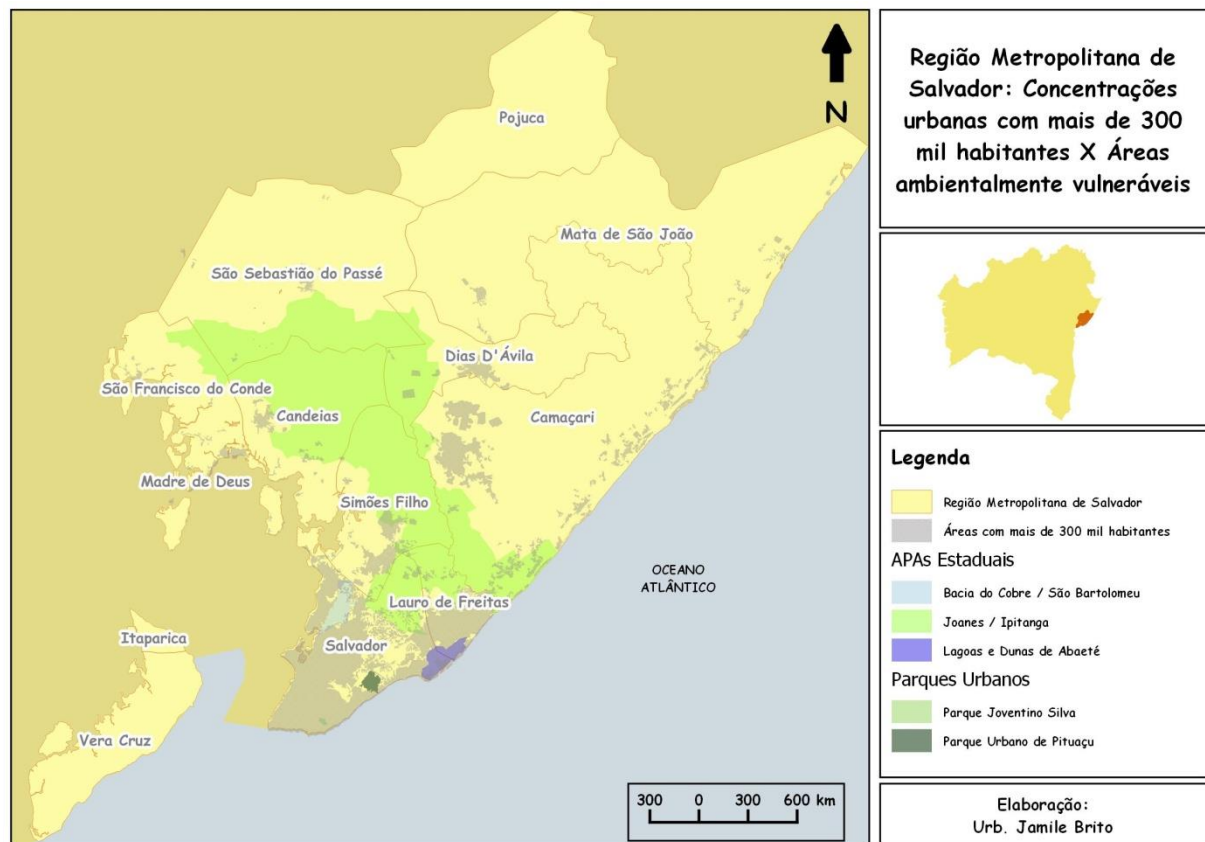 Pojuca
N
Mata de São João
São Sebastião do Passé
Dias D'Ávila
São Francisco do Conde
Candeias
Camaçari
Madre de Deus
Simões Filho
OCEANO
ATLÂNTICO
Lauro de Freitas
Itaparica
Salvador
Vera Cruz
300 0 300 600 km
Região Metropolitana de
Salvador: Concentrações
urbanas com mais de 300
mil habitantes X Áreas
ambientalmente vulneráveis
Legenda
Região Metropolitana de Salvador
Áreas com mais de 300 mil habitantes
APAs Estaduais
Bacia do Cobre / São Bartolomeu
Joanes / Ipitanga
Lagoas e Dunas de Abaeté
Parques Urbanos
Parque Joventino Silva
Parque Urbano de Pituaçu
Elaboração:
Urb. Jamile Brito